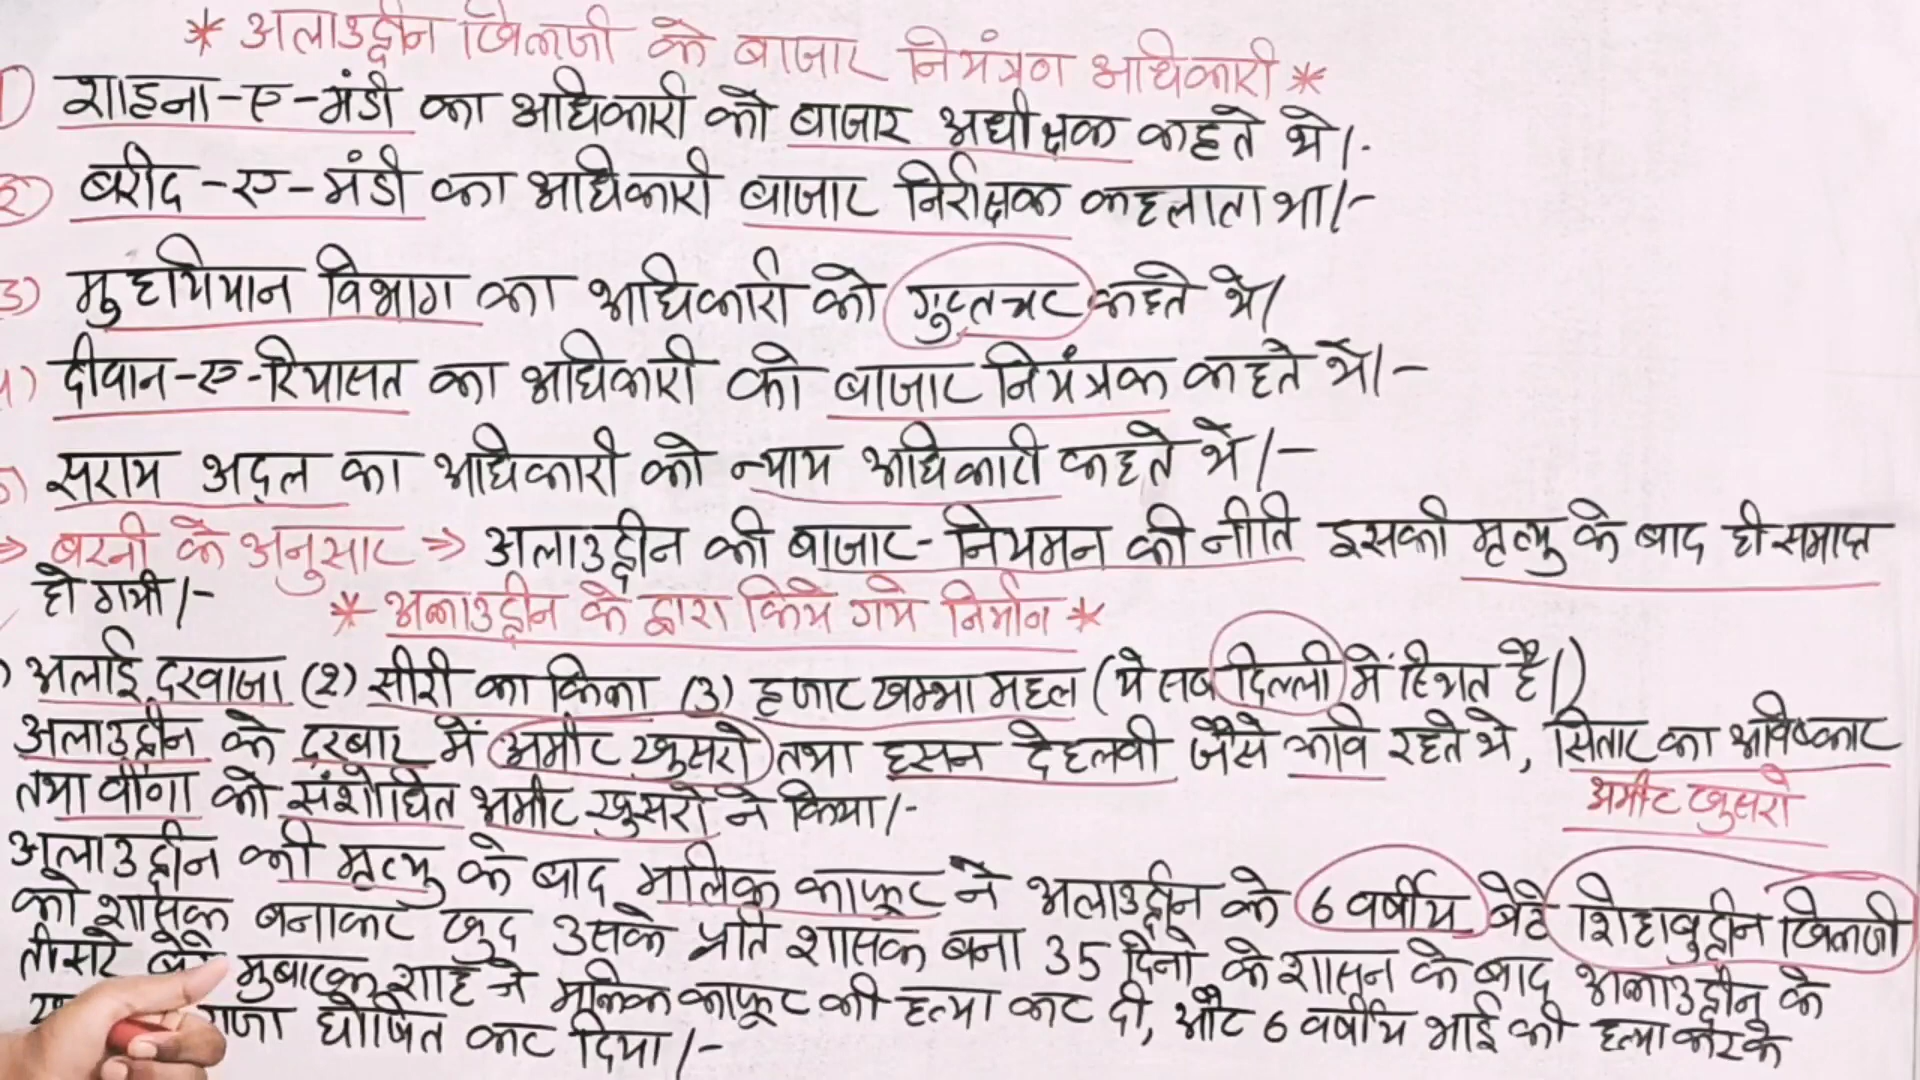 * अलाउद्दीन खिलजी के बाजार नियंत्रण अधिकारी *
1) शाहना-ए-मंडी का अधिकारी को बाजार अधीक्षक कहते थे।-
2) बरीद-ए-मंडी का अधिकारी बाजार निरीक्षक कहलाता था।-
3) मुहयियान विभाग का अधिकारी को गुप्तचर कहते थे।
4) दीवान-ए-रियासत का अधिकारी को बाजार नियंत्रक कहते थे।-
5) सराय अदल का अधिकारी को न्याय अधिकारी कहते थे।-
⇒ बरनी के अनुसार ⇒ अलाउद्दीन की बाजार-नियमन की नीति इसकी मृत्यु के बाद ही समाप्त
हो गयी।-
* अलाउद्दीन के द्वारा किये गये निर्माण *
) अलाई दरवाजा (2) सीरी का किला (3) हजार खम्भा महल (ये सब दिल्ली में स्थित है।)
अलाउद्दीन के दरबार में अमीर खुसरो तथा हसन देहलवी जैसे कवि रहते थे, सितार का आविष्कार
अमीर खुसरो
तथा वीणा को संशोधित अमीर खुसरो ने किया।-
अलाउद्दीन की मृत्यु के बाद मलिक काफूर ने अलाउद्दीन के 6 वर्षीय बेटे शिहाबुद्दीन खिलजी
को शासक बनाकर खुद उसके प्रति शासक बना 35 दिनो के शासन के बाद अलाउद्दीन के
तीसरे बेटे मुबारक शाह ने मलिक काफूर की हत्या कर दी, और 6 वर्षीय भाई की हत्या करके
राजा घोषित कर दिया।-